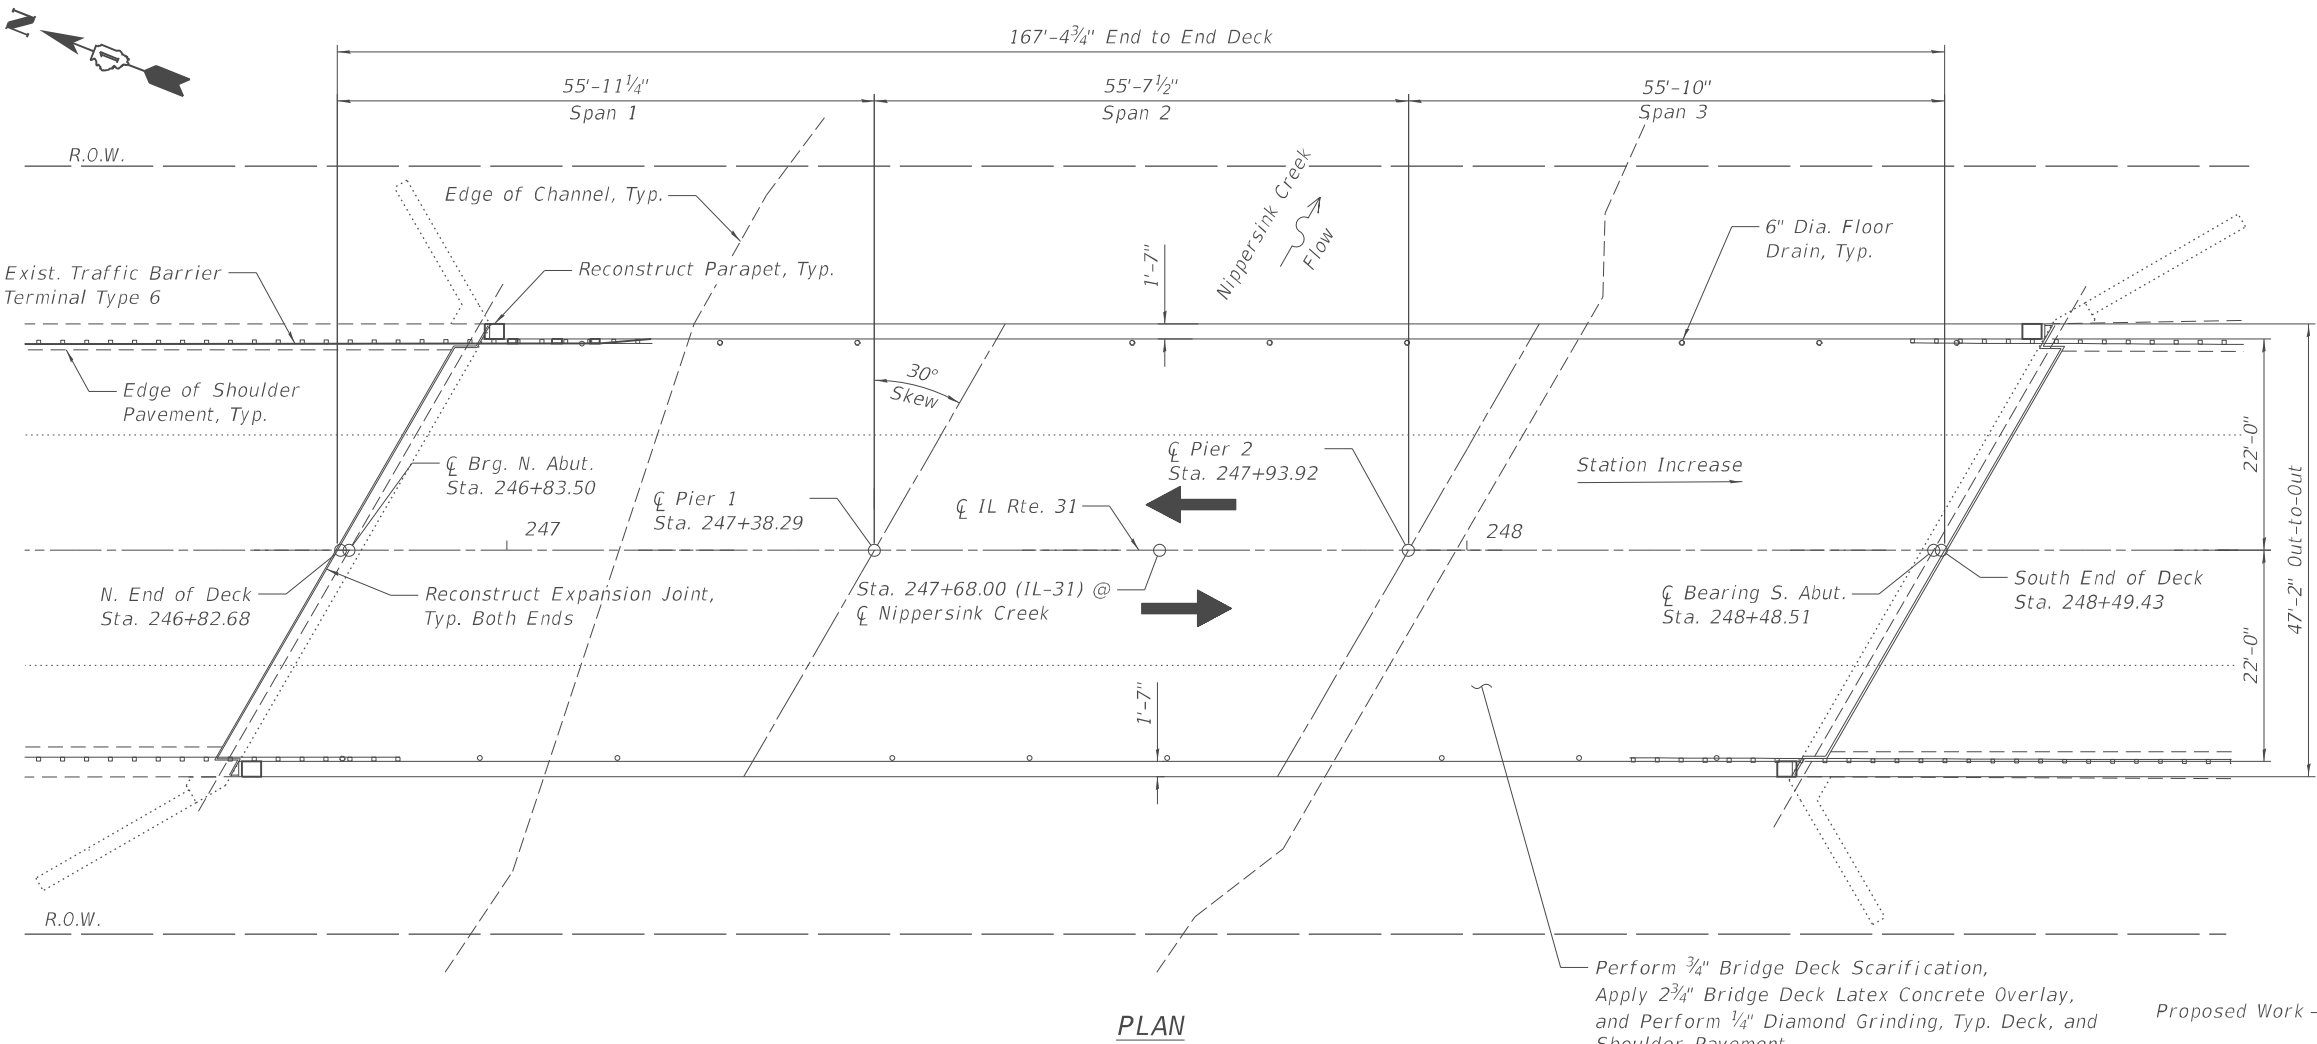 N
1
167'-4¾" End to End Deck
55'-11¼"
Span 1
55'-7½"
Span 2
55'-10"
Span 3
R.O.W.
Edge of Channel, Typ.
Nippersink Creek
Flow
6" Dia. Floor
Drain, Typ.
Exist. Traffic Barrier
Terminal Type 6
Reconstruct Parapet, Typ.
1'-7"
Edge of Shoulder
Pavement, Typ.
30°
Skew
℄ Brg. N. Abut.
Sta. 246+83.50
℄ Pier 1
Sta. 247+38.29
℄ IL Rte. 31
℄ Pier 2
Sta. 247+93.92
Station Increase
22'-0"
47'-2" Out-to-Out
247
248
N. End of Deck
Sta. 246+82.68
Reconstruct Expansion Joint,
Typ. Both Ends
Sta. 247+68.00 (IL-31) @
℄ Nippersink Creek
℄ Bearing S. Abut.
Sta. 248+48.51
South End of Deck
Sta. 248+49.43
22'-0"
1'-7"
R.O.W.
Perform ¾" Bridge Deck Scarification,
Apply 2¾" Bridge Deck Latex Concrete Overlay,
and Perform ¼" Diamond Grinding, Typ. Deck, and
Shoulder Pavement
Proposed Work -
PLAN